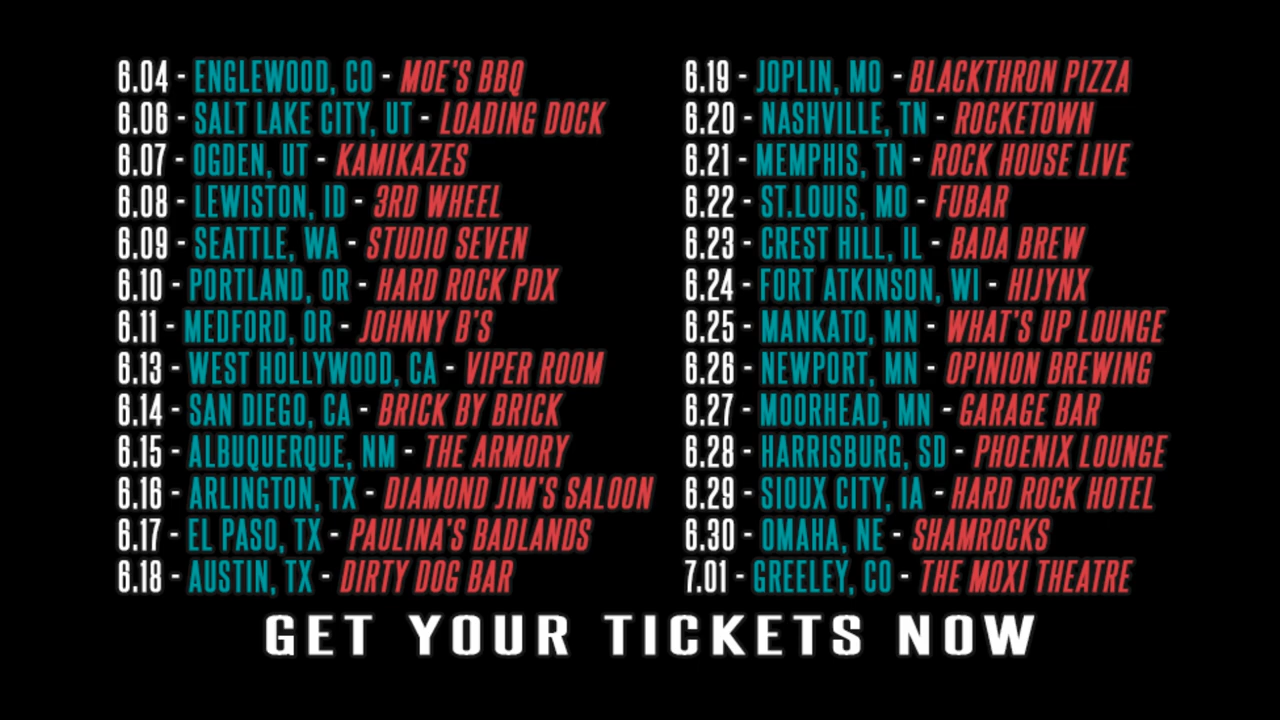 6.04 - ENGLEWOOD, CO - MOE'S BBQ
6.06 - SALT LAKE CITY, UT - LOADING DOCK
6.07 - OGDEN, UT - KAMIKAZES
6.08 - LEWISTON, ID - 3RD WHEEL
6.09 - SEATTLE, WA - STUDIO SEVEN
6.10 - PORTLAND, OR - HARD ROCK PDX
6.11 - MEDFORD, OR - JOHNNY B'S
6.13 - WEST HOLLYWOOD, CA - VIPER ROOM
6.14 - SAN DIEGO, CA - BRICK BY BRICK
6.15 - ALBUQUERQUE, NM - THE ARMORY
6.16 - ARLINGTON, TX - DIAMOND JIM'S SALOON
6.17 - EL PASO, TX - PAULINA'S BADLANDS
6.18 - AUSTIN, TX - DIRTY DOG BAR
6.19 - JOPLIN, MO - BLACKTHRON PIZZA
6.20 - NASHVILLE, TN - ROCKETOWN
6.21 - MEMPHIS, TN - ROCK HOUSE LIVE
6.22 - ST.LOUIS, MO - FUBAR
6.23 - CREST HILL, IL - BADA BREW
6.24 - FORT ATKINSON, WI - HIJYNX
6.25 - MANKATO, MN - WHAT'S UP LOUNGE
6.26 - NEWPORT, MN - OPINION BREWING
6.27 - MOORHEAD, MN - GARAGE BAR
6.28 - HARRISBURG, SD - PHOENIX LOUNGE
6.29 - SIOUX CITY, IA - HARD ROCK HOTEL
6.30 - OMAHA, NE - SHAMROCKS
7.01 - GREELEY, CO - THE MOXI THEATRE
GET YOUR TICKETS NOW